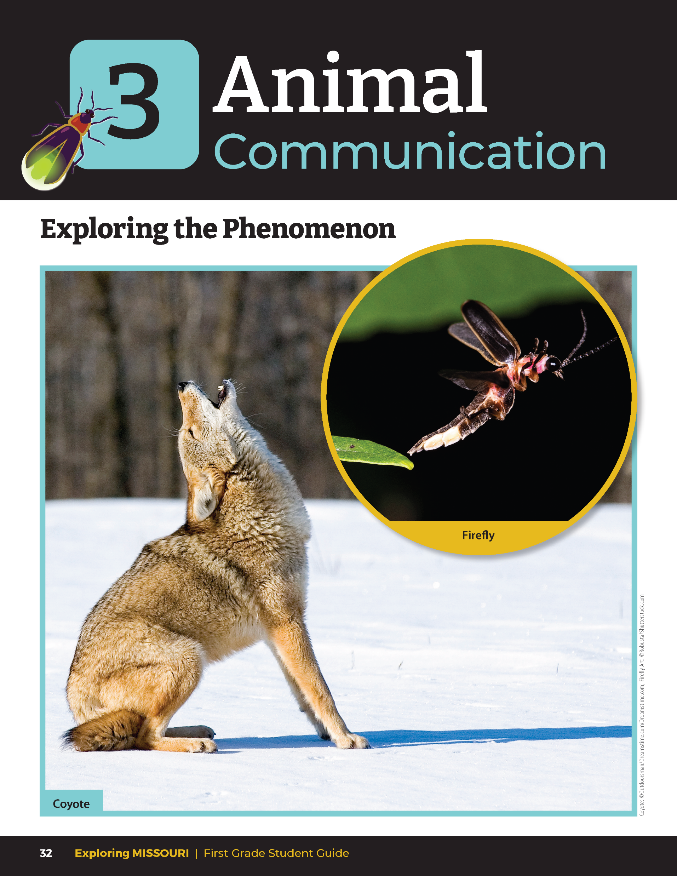 3
Animal
Communication
Exploring the Phenomenon
Firefly
Coyote
32 Exploring MISSOURI | First Grade Student Guide